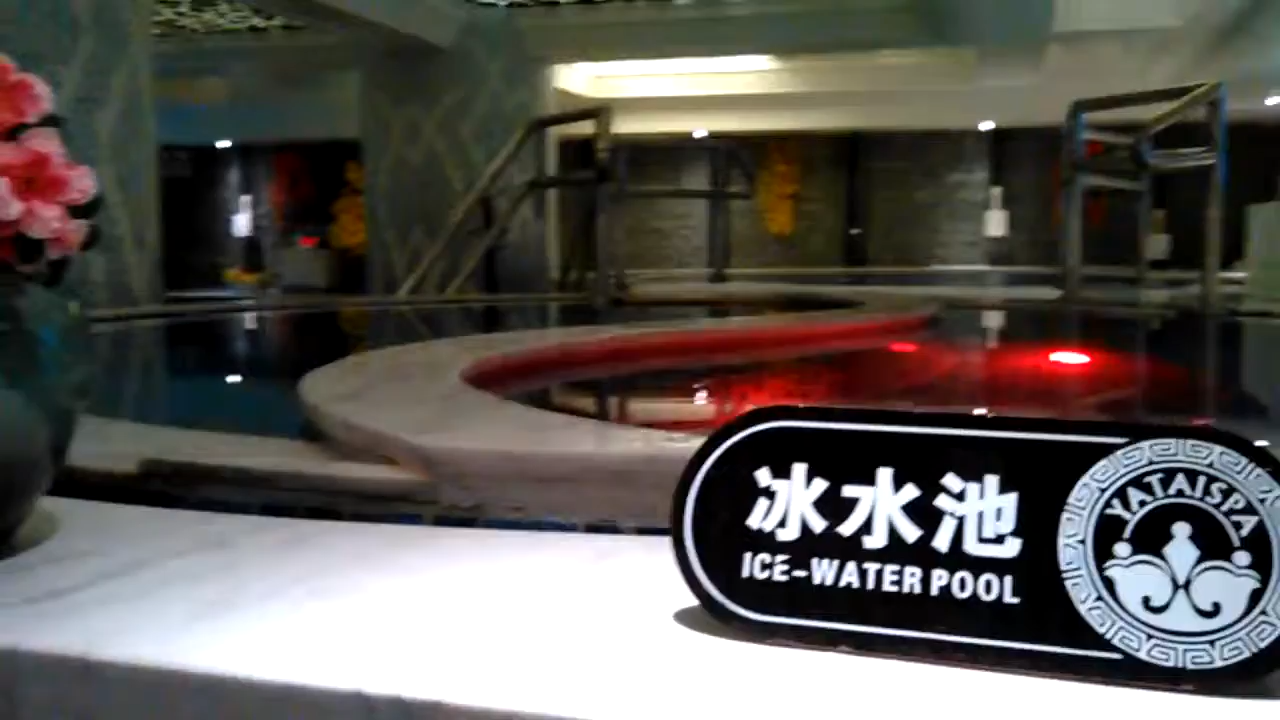 冰水池
ICE-WATER POOL
YATAISPA